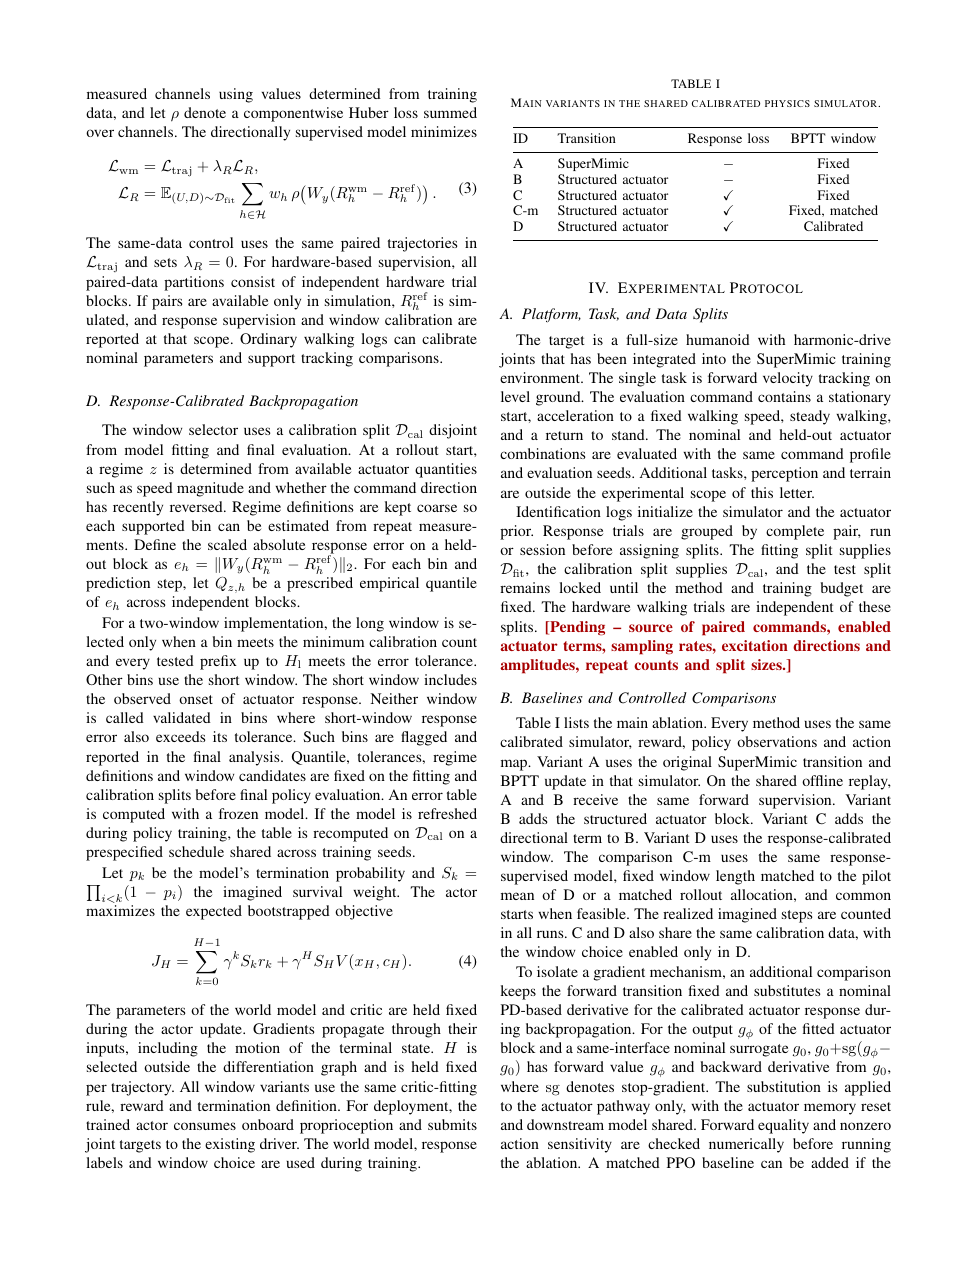 measured channels using values determined from training
data, and let ρ denote a componentwise Huber loss summed
over channels. The directionally supervised model minimizes
ℒ_wm = ℒ_traj + λ_R ℒ_R,
ℒ_R = 𝔼_{(U,D)∼𝒟_fit} ∑_{h∈ℋ} w_h ρ(W_y(R_h^wm − R_h^ref)) . (3)
The same-data control uses the same paired trajectories in
ℒ_traj and sets λ_R = 0. For hardware-based supervision, all
paired-data partitions consist of independent hardware trial
blocks. If pairs are available only in simulation, R_h^ref is sim-
ulated, and response supervision and window calibration are
reported at that scope. Ordinary walking logs can calibrate
nominal parameters and support tracking comparisons.
D. Response-Calibrated Backpropagation
The window selector uses a calibration split 𝒟_cal disjoint
from model fitting and final evaluation. At a rollout start,
a regime z is determined from available actuator quantities
such as speed magnitude and whether the command direction
has recently reversed. Regime definitions are kept coarse so
each supported bin can be estimated from repeat measure-
ments. Define the scaled absolute response error on a held-
out block as e_h = ‖W_y(R_h^wm − R_h^ref)‖_2. For each bin and
prediction step, let Q_{z,h} be a prescribed empirical quantile
of e_h across independent blocks.
For a two-window implementation, the long window is se-
lected only when a bin meets the minimum calibration count
and every tested prefix up to H_l meets the error tolerance.
Other bins use the short window. The short window includes
the observed onset of actuator response. Neither window
is called validated in bins where short-window response
error also exceeds its tolerance. Such bins are flagged and
reported in the final analysis. Quantile, tolerances, regime
definitions and window candidates are fixed on the fitting and
calibration splits before final policy evaluation. An error table
is computed with a frozen model. If the model is refreshed
during policy training, the table is recomputed on 𝒟_cal on a
prespecified schedule shared across training seeds.
Let p_k be the model's termination probability and S_k =
∏_{i<k}(1 − p_i) the imagined survival weight. The actor
maximizes the expected bootstrapped objective
J_H = ∑_{k=0}^{H−1} γ^k S_k r_k + γ^H S_H V(x_H, c_H). (4)
The parameters of the world model and critic are held fixed
during the actor update. Gradients propagate through their
inputs, including the motion of the terminal state. H is
selected outside the differentiation graph and is held fixed
per trajectory. All window variants use the same critic-fitting
rule, reward and termination definition. For deployment, the
trained actor consumes onboard proprioception and submits
joint targets to the existing driver. The world model, response
labels and window choice are used during training.
TABLE I
MAIN VARIANTS IN THE SHARED CALIBRATED PHYSICS SIMULATOR.
ID Transition Response loss BPTT window
A SuperMimic – Fixed
B Structured actuator – Fixed
C Structured actuator ✓ Fixed
C-m Structured actuator ✓ Fixed, matched
D Structured actuator ✓ Calibrated
IV. EXPERIMENTAL PROTOCOL
A. Platform, Task, and Data Splits
The target is a full-size humanoid with harmonic-drive
joints that has been integrated into the SuperMimic training
environment. The single task is forward velocity tracking on
level ground. The evaluation command contains a stationary
start, acceleration to a fixed walking speed, steady walking,
and a return to stand. The nominal and held-out actuator
combinations are evaluated with the same command profile
and evaluation seeds. Additional tasks, perception and terrain
are outside the experimental scope of this letter.
Identification logs initialize the simulator and the actuator
prior. Response trials are grouped by complete pair, run
or session before assigning splits. The fitting split supplies
𝒟_fit, the calibration split supplies 𝒟_cal, and the test split
remains locked until the method and training budget are
fixed. The hardware walking trials are independent of these
splits. [Pending – source of paired commands, enabled
actuator terms, sampling rates, excitation directions and
amplitudes, repeat counts and split sizes.]
B. Baselines and Controlled Comparisons
Table I lists the main ablation. Every method uses the same
calibrated simulator, reward, policy observations and action
map. Variant A uses the original SuperMimic transition and
BPTT update in that simulator. On the shared offline replay,
A and B receive the same forward supervision. Variant
B adds the structured actuator block. Variant C adds the
directional term to B. Variant D uses the response-calibrated
window. The comparison C-m uses the same response-
supervised model, fixed window length matched to the pilot
mean of D or a matched rollout allocation, and common
starts when feasible. The realized imagined steps are counted
in all runs. C and D also share the same calibration data, with
the window choice enabled only in D.
To isolate a gradient mechanism, an additional comparison
keeps the forward transition fixed and substitutes a nominal
PD-based derivative for the calibrated actuator response dur-
ing backpropagation. For the output g_ϕ of the fitted actuator
block and a same-interface nominal surrogate g_0, g_0+sg(g_ϕ−
g_0) has forward value g_ϕ and backward derivative from g_0,
where sg denotes stop-gradient. The substitution is applied
to the actuator pathway only, with the actuator memory reset
and downstream model shared. Forward equality and nonzero
action sensitivity are checked numerically before running
the ablation. A matched PPO baseline can be added if the